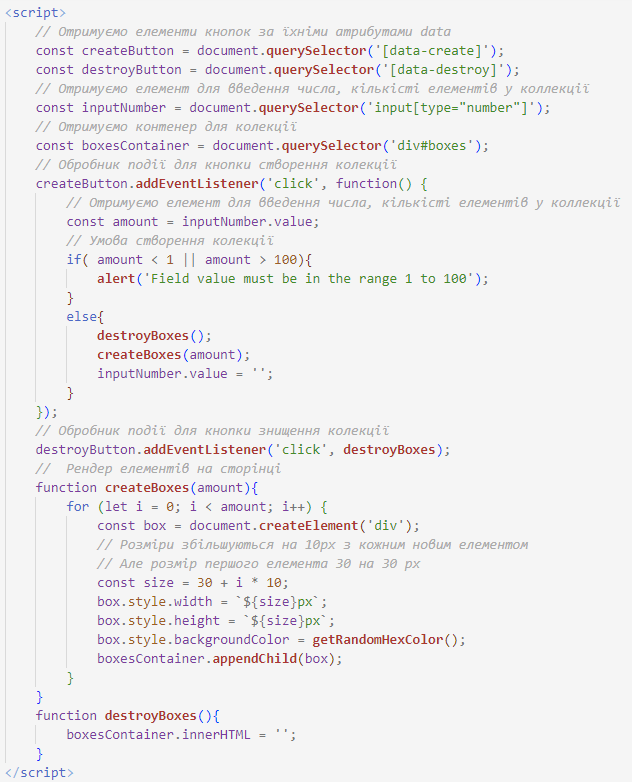 <script>
// Отримуємо елементи кнопок за їхніми атрибутами data
const createButton = document.querySelector('[data-create]');
const destroyButton = document.querySelector('[data-destroy]');
// Отримуємо елемент для введення числа, кількісті елементів у коллекції
const inputNumber = document.querySelector('input[type="number"]');
// Отримуємо контенер для колекції
const boxesContainer = document.querySelector('div#boxes');
// Обробник події для кнопки створення колекції
createButton.addEventListener('click', function() {
// Отримуємо елемент для введення числа, кількісті елементів у коллекції
const amount = inputNumber.value;
// Умова створення колекції
if( amount < 1 || amount > 100){
alert('Field value must be in the range 1 to 100');
}
else{
destroyBoxes();
createBoxes(amount);
inputNumber.value = '';
}
});
// Обробник події для кнопки знищення колекції
destroyButton.addEventListener('click', destroyBoxes);
//  Рендер елементів на сторінці
function createBoxes(amount){
for (let i = 0; i < amount; i++) {
const box = document.createElement('div');
// Розміри збільшуються на 10px з кожним новим елементом
// Але розмір першого елемента 30 на 30 px
const size = 30 + i * 10;
box.style.width = `${size}px`;
box.style.height = `${size}px`;
box.style.backgroundColor = getRandomHexColor();
boxesContainer.appendChild(box);
}
}
function destroyBoxes(){
boxesContainer.innerHTML = '';
}
</script>